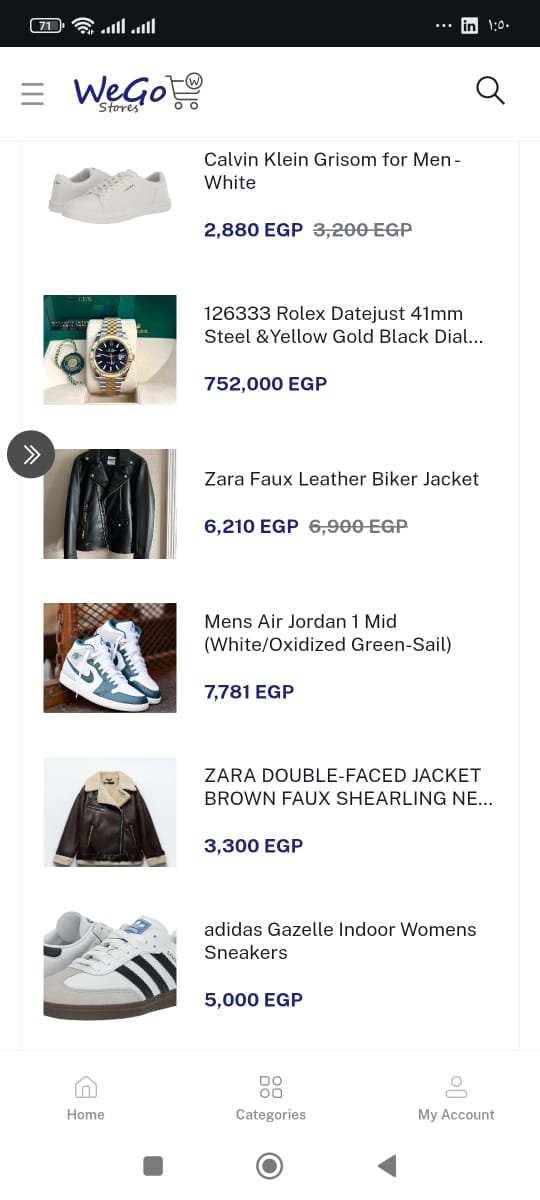 71
in
١:٥٠
WeGo
W
Stores
Calvin Klein Grisom for Men -
White
2,880 EGP 3,200 EGP
126333 Rolex Datejust 41mm
Steel &Yellow Gold Black Dial...
752,000 EGP
Zara Faux Leather Biker Jacket
6,210 EGP 6,900 EGP
Mens Air Jordan 1 Mid
(White/Oxidized Green-Sail)
7,781 EGP
ZARA DOUBLE-FACED JACKET
BROWN FAUX SHEARLING NE...
3,300 EGP
adidas Gazelle Indoor Womens
Sneakers
5,000 EGP
Home
Categories
My Account